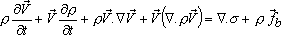 ρ ∂V⃗/∂t + V⃗ ∂ρ/∂t + ρV⃗.∇V⃗ + V⃗(∇.ρV⃗) = ∇.σ + ρ f⃗_b